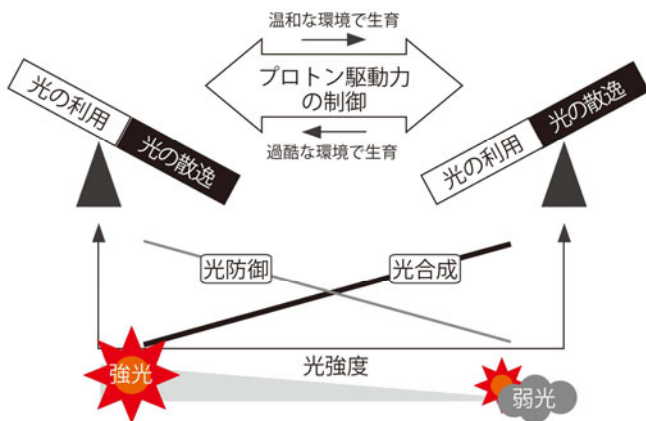 温和な環境で生育
プロトン駆動力
の制御
過酷な環境で生育
光の利用
光の散逸
光の利用
光の散逸
光防御
光合成
光強度
強光
弱光